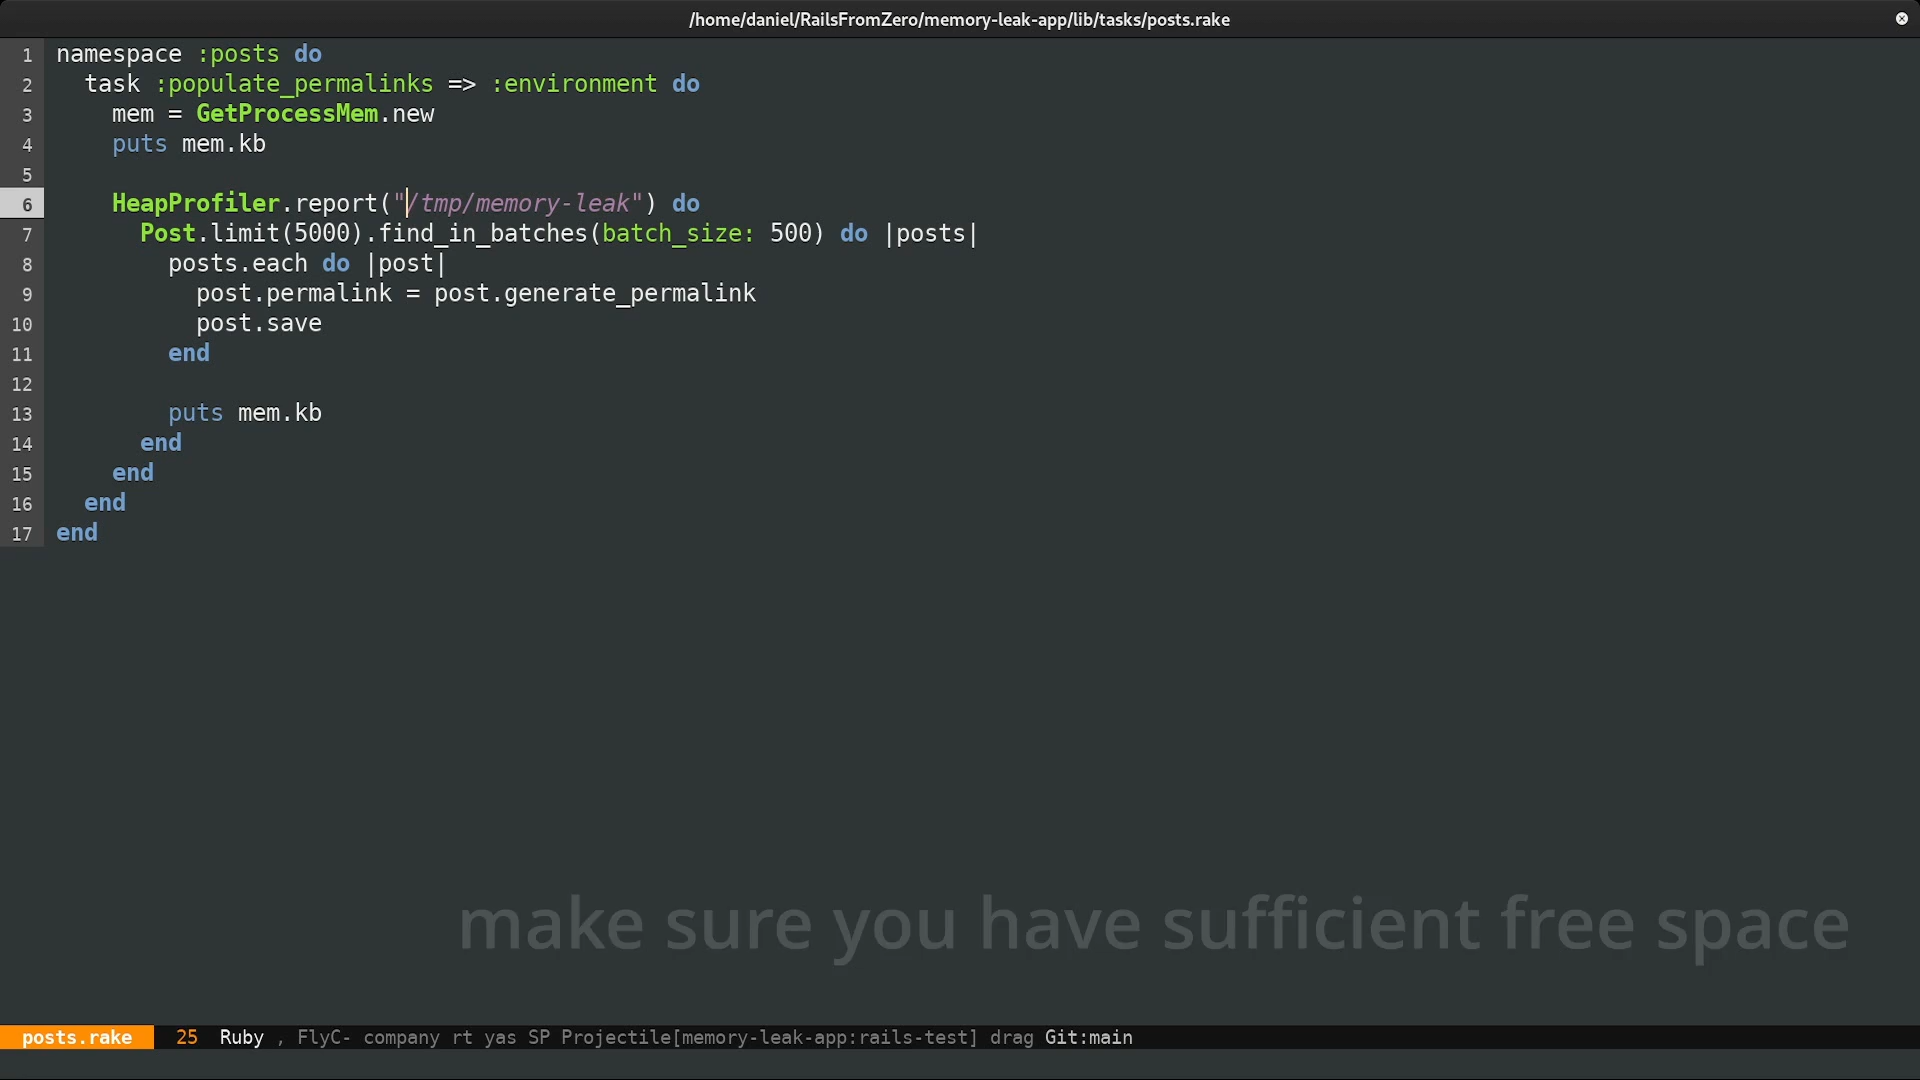 /home/daniel/RailsFromZero/memory-leak-app/lib/tasks/posts.rake
1 namespace :posts do
2   task :populate_permalinks => :environment do
3     mem = GetProcessMem.new
4     puts mem.kb
5
6     HeapProfiler.report("/tmp/memory-leak") do
7       Post.limit(5000).find_in_batches(batch_size: 500) do |posts|
8         posts.each do |post|
9           post.permalink = post.generate_permalink
10           post.save
11         end
12
13         puts mem.kb
14       end
15     end
16   end
17 end
make sure you have sufficient free space
posts.rake 25 Ruby , FlyC- company rt yas SP Projectile[memory-leak-app:rails-test] drag Git:main